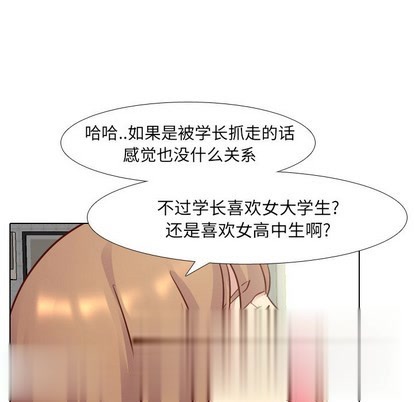 哈哈..如果是被学长抓走的话
感觉也没什么关系
不过学长喜欢女大学生?
还是喜欢女高中生啊?